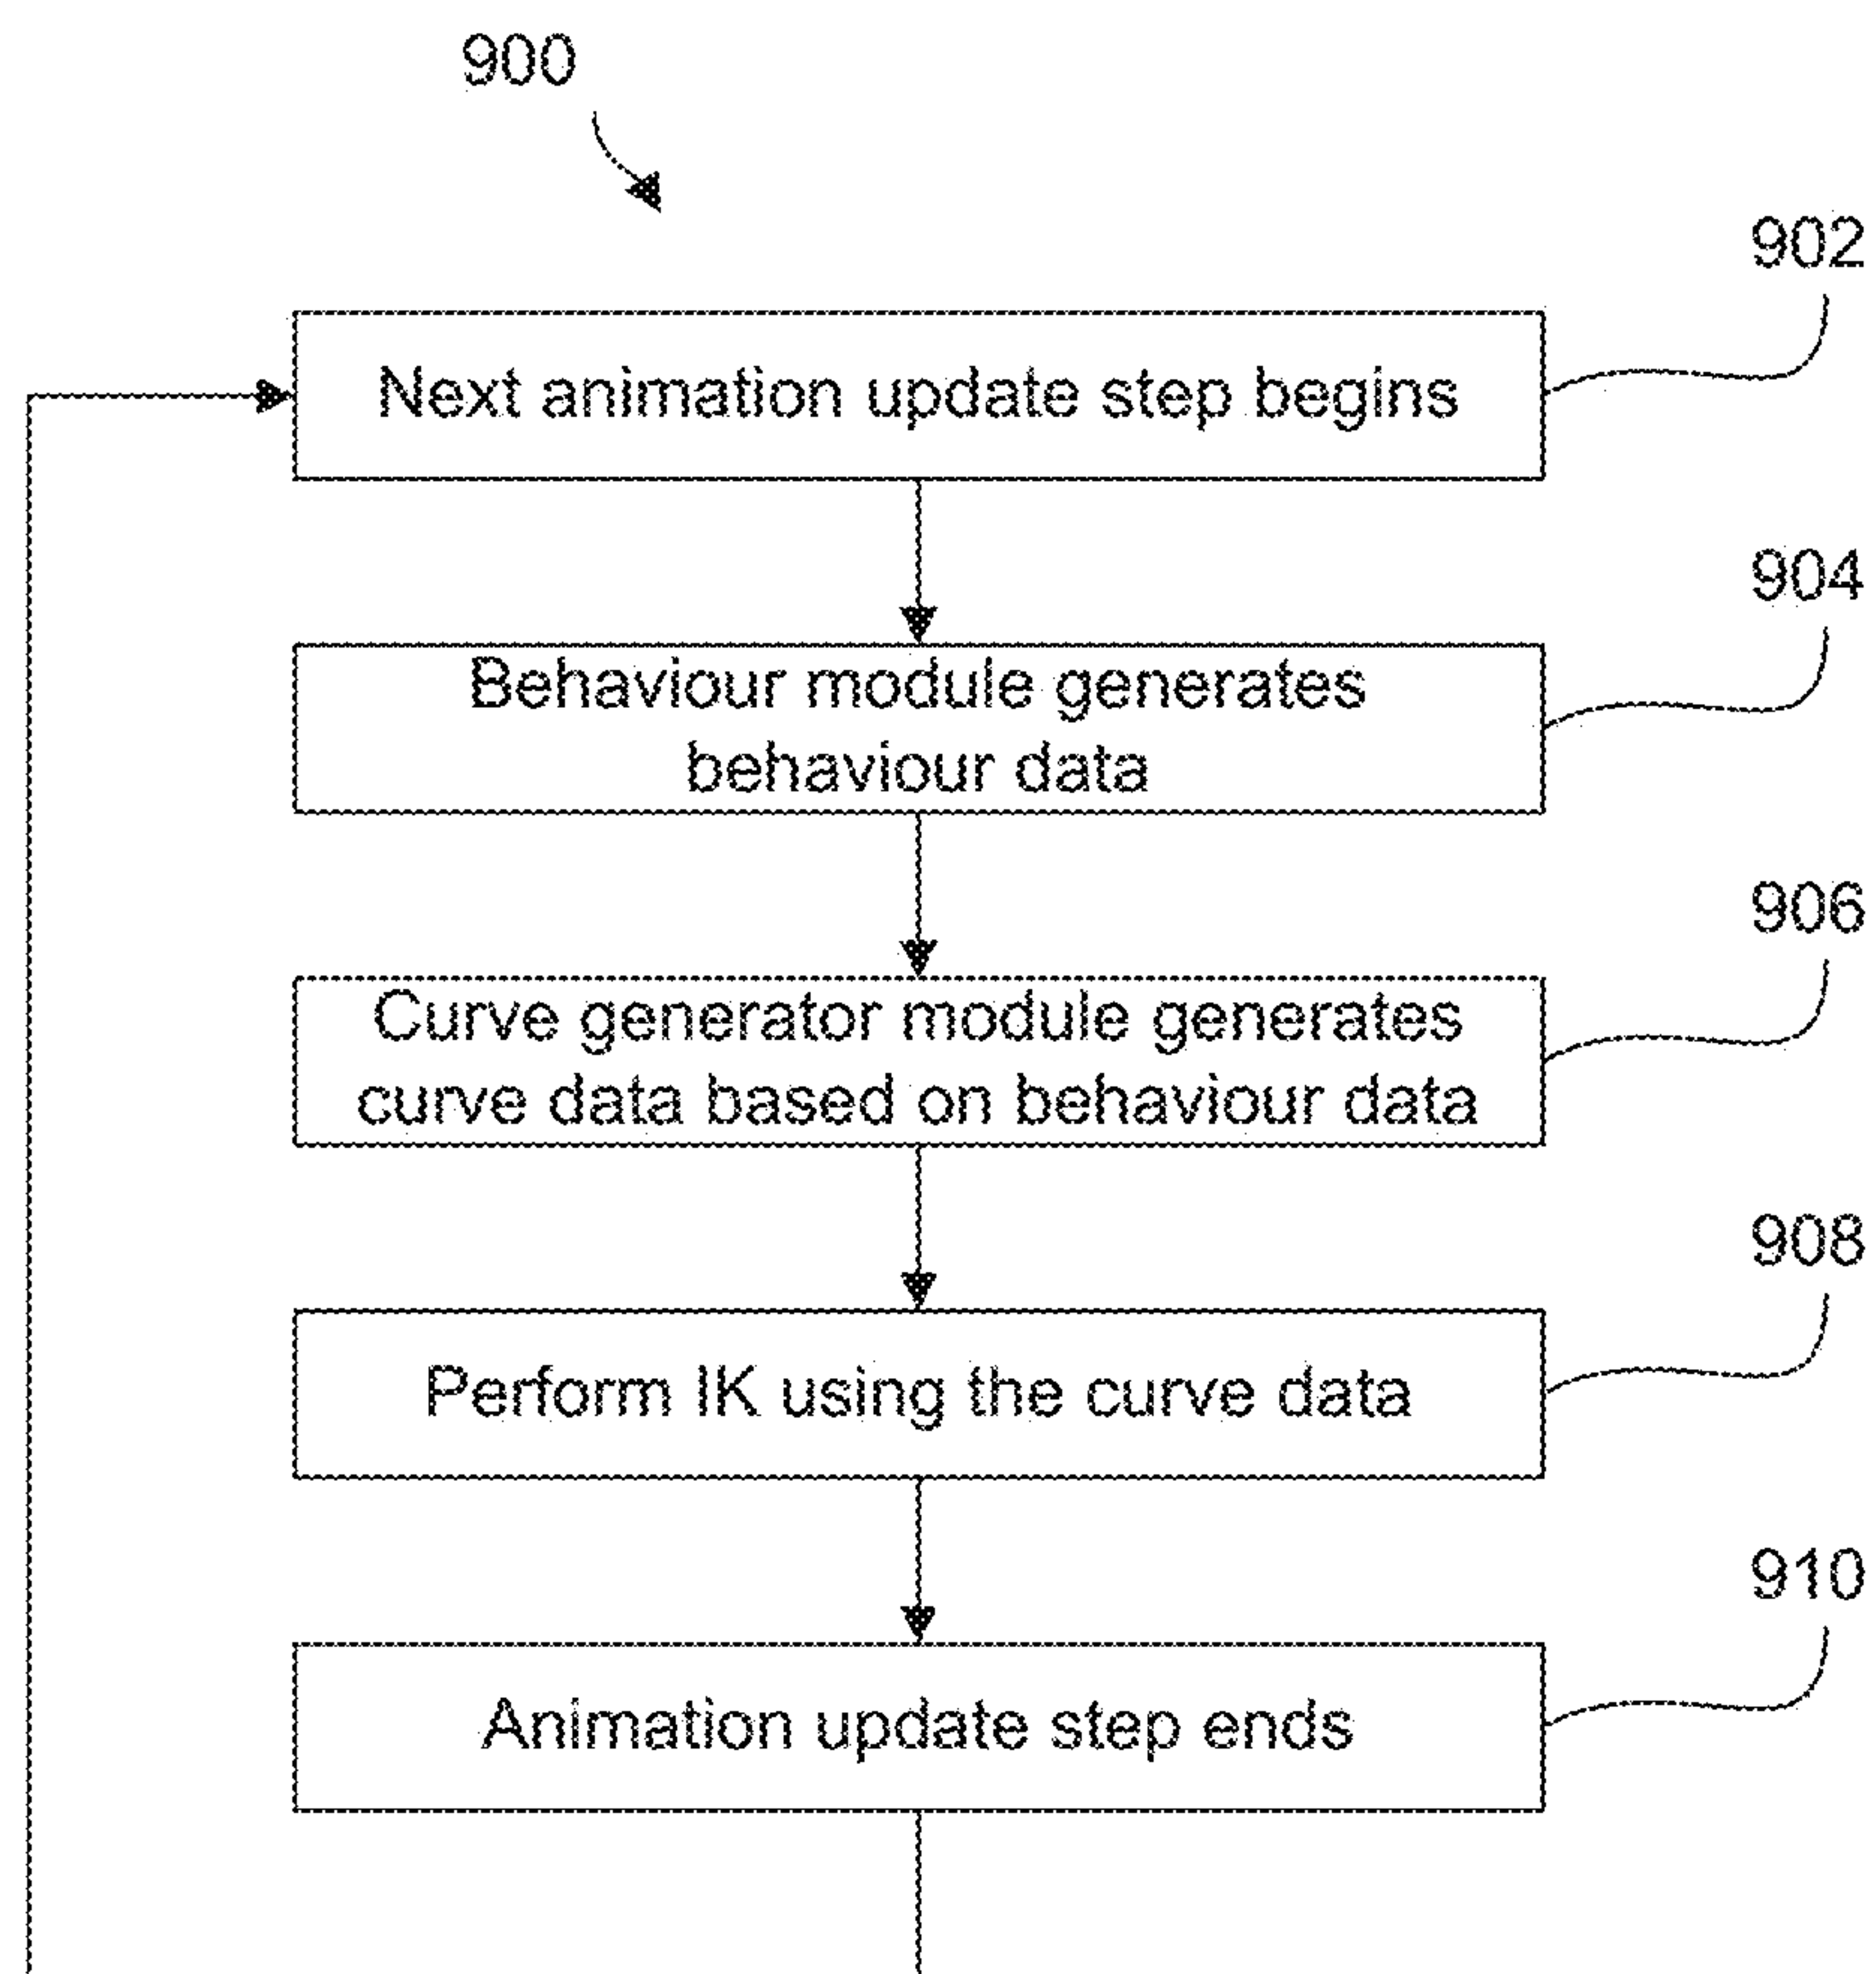 900
902
Next animation update step begins
904
Behaviour module generates
behaviour data
906
Curve generator module generates
curve data based on behaviour data
908
Perform IK using the curve data
910
Animation update step ends